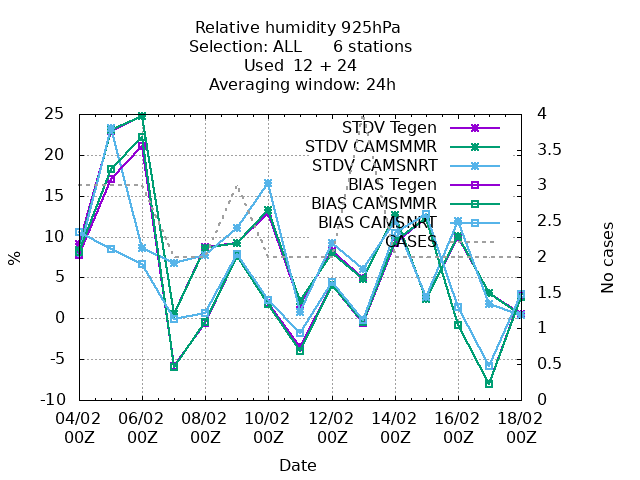 Relative humidity 925hPa
Selection: ALL 6 stations
Used 12 + 24
Averaging window: 24h
25
20
15
10
5
0
-5
-10
%
4
3.5
3
2.5
2
1.5
1
0.5
0
No cases
STDV Tegen
STDV CAMSMMR
STDV CAMSNRT
BIAS Tegen
BIAS CAMSMMR
BIAS CAMSNRT
CASES
04/02 06/02 08/02 10/02 12/02 14/02 16/02 18/02
00Z 00Z 00Z 00Z 00Z 00Z 00Z 00Z
Date